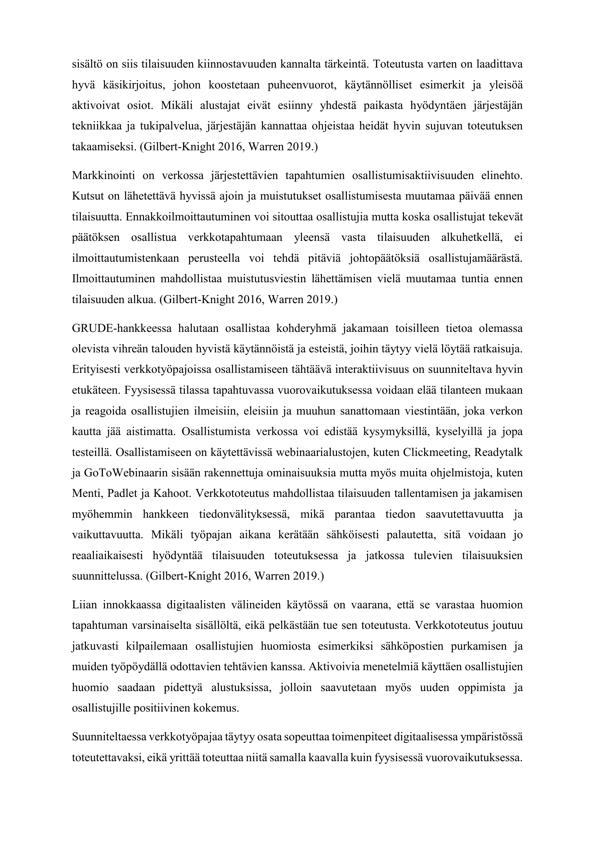 sisältö on siis tilaisuuden kiinnostavuuden kannalta tärkeintä. Toteutusta varten on laadittava
hyvä käsikirjoitus, johon koostetaan puheenvuorot, käytännölliset esimerkit ja yleisöä
aktivoivat osiot. Mikäli alustajat eivät esiinny yhdestä paikasta hyödyntäen järjestäjän
tekniikkaa ja tukipalvelua, järjestäjän kannattaa ohjeistaa heidät hyvin sujuvan toteutuksen
takaamiseksi. (Gilbert-Knight 2016, Warren 2019.)
Markkinointi on verkossa järjestettävien tapahtumien osallistumisaktiivisuuden elinehto.
Kutsut on lähetettävä hyvissä ajoin ja muistutukset osallistumisesta muutamaa päivää ennen
tilaisuutta. Ennakkoilmoittautuminen voi sitouttaa osallistujia mutta koska osallistujat tekevät
päätöksen osallistua verkkotapahtumaan yleensä vasta tilaisuuden alkuhetkellä, ei
ilmoittautumistenkaan perusteella voi tehdä pitäviä johtopäätöksiä osallistujamäärästä.
Ilmoittautuminen mahdollistaa muistutusviestin lähettämisen vielä muutamaa tuntia ennen
tilaisuuden alkua. (Gilbert-Knight 2016, Warren 2019.)
GRUDE-hankkeessa halutaan osallistaa kohderyhmä jakamaan toisilleen tietoa olemassa
olevista vihreän talouden hyvistä käytännöistä ja esteistä, joihin täytyy vielä löytää ratkaisuja.
Erityisesti verkkotyöpajoissa osallistamiseen tähtäävä interaktiivisuus on suunniteltava hyvin
etukäteen. Fyysisessä tilassa tapahtuvassa vuorovaikutuksessa voidaan elää tilanteen mukaan
ja reagoida osallistujien ilmeisiin, eleisiin ja muuhun sanattomaan viestintään, joka verkon
kautta jää aistimatta. Osallistumista verkossa voi edistää kysymyksillä, kyselyillä ja jopa
testeillä. Osallistamiseen on käytettävissä webinaarialustojen, kuten Clickmeeting, Readytalk
ja GoToWebinaarin sisään rakennettuja ominaisuuksia mutta myös muita ohjelmistoja, kuten
Menti, Padlet ja Kahoot. Verkkototeutus mahdollistaa tilaisuuden tallentamisen ja jakamisen
myöhemmin hankkeen tiedonvälityksessä, mikä parantaa tiedon saavutettavuutta ja
vaikuttavuutta. Mikäli työpajan aikana kerätään sähköisesti palautetta, sitä voidaan jo
reaaliaikaisesti hyödyntää tilaisuuden toteutuksessa ja jatkossa tulevien tilaisuuksien
suunnittelussa. (Gilbert-Knight 2016, Warren 2019.)
Liian innokkaassa digitaalisten välineiden käytössä on vaarana, että se varastaa huomion
tapahtuman varsinaiselta sisällöltä, eikä pelkästään tue sen toteutusta. Verkkototeutus joutuu
jatkuvasti kilpailemaan osallistujien huomiosta esimerkiksi sähköpostien purkamisen ja
muiden työpöydällä odottavien tehtävien kanssa. Aktivoivia menetelmiä käyttäen osallistujien
huomio saadaan pidettyä alustuksissa, jolloin saavutetaan myös uuden oppimista ja
osallistujille positiivinen kokemus.
Suunniteltaessa verkkotyöpajaa täytyy osata sopeuttaa toimenpiteet digitaalisessa ympäristössä
toteutettavaksi, eikä yrittää toteuttaa niitä samalla kaavalla kuin fyysisessä vuorovaikutuksessa.